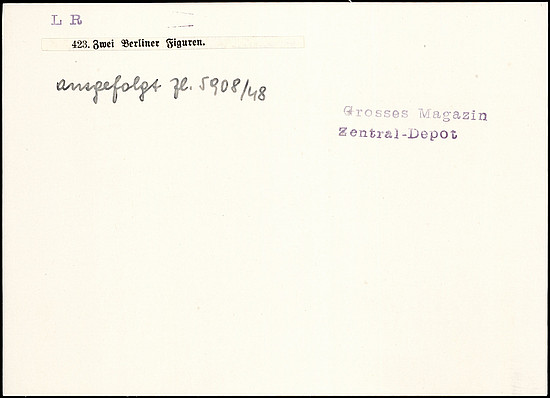 L R
423. Zwei Berliner Figuren.
ausgefolgt Zl. 5908/48
Grosses Magazin
Zentral-Depot